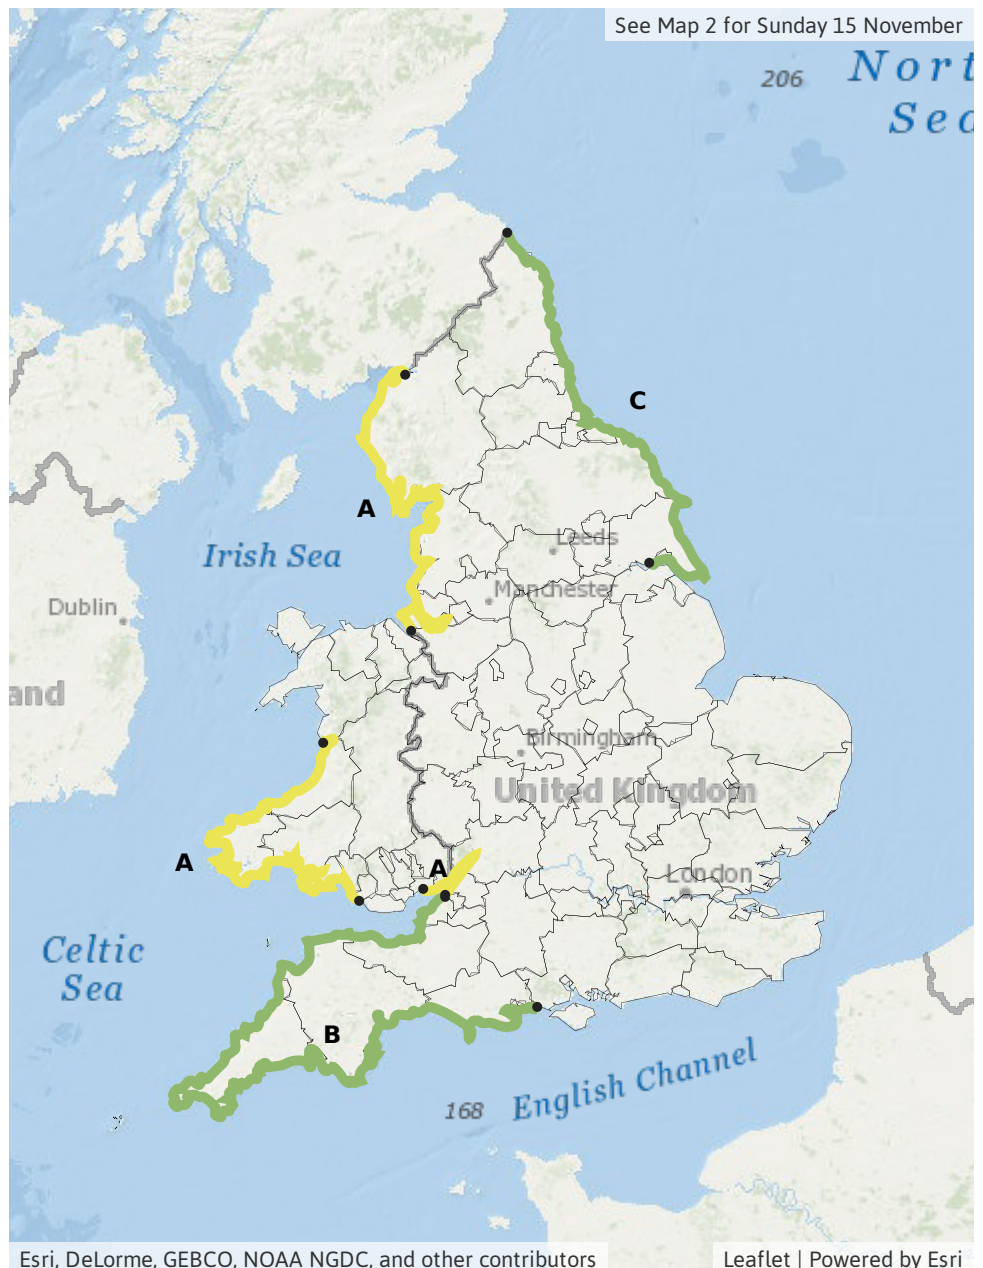 See Map 2 for Sunday 15 November
206
Nort
Sea
C
A
Leeds
Irish Sea
Manchester
Dublin
and
Birmingham
United Kingdom
A
A
London
Celtic
Sea
B
English Channel
168
Esri, DeLorme, GEBCO, NOAA NGDC, and other contributors
Leaflet | Powered by Esri